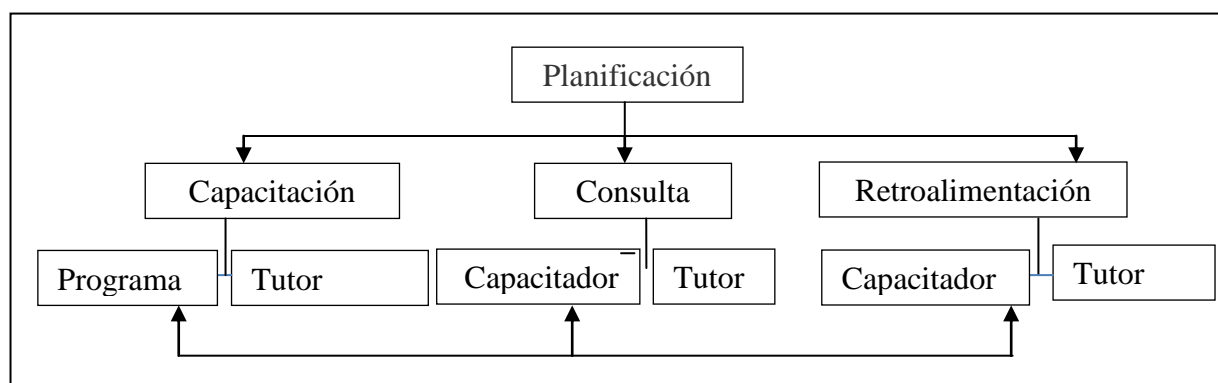 Planificación
Capacitación
Consulta
Retroalimentación
Programa
Tutor
Capacitador
Tutor
Capacitador
Tutor